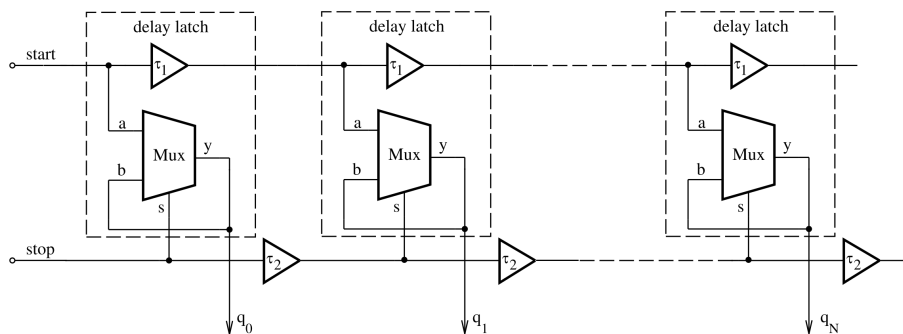 delay latch delay latch delay latch
start τ1 τ1 τ1
a a a
Mux y Mux y Mux y
b b b
s s s
stop τ2 τ2 τ2
q0 q1 qN